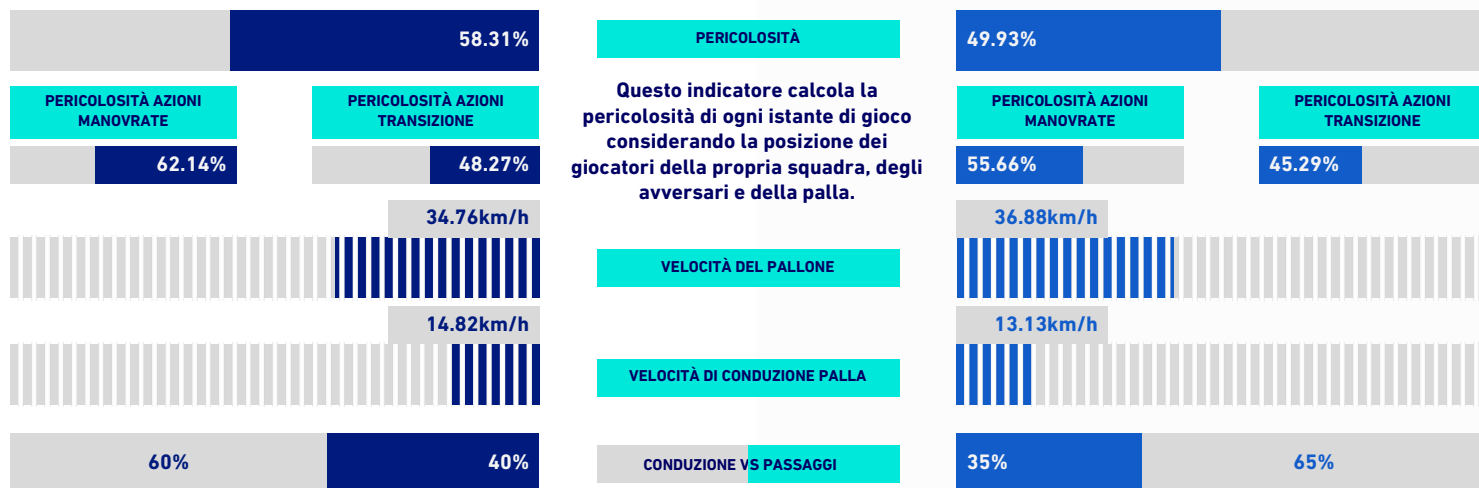 58.31%
PERICOLOSITÀ
49.93%
PERICOLOSITÀ AZIONI
MANOVRATE
PERICOLOSITÀ AZIONI
TRANSIZIONE
62.14%
48.27%
Questo indicatore calcola la
pericolosità di ogni istante di gioco
considerando la posizione dei
giocatori della propria squadra, degli
avversari e della palla.
PERICOLOSITÀ AZIONI
MANOVRATE
PERICOLOSITÀ AZIONI
TRANSIZIONE
55.66%
45.29%
34.76km/h
VELOCITÀ DEL PALLONE
36.88km/h
14.82km/h
VELOCITÀ DI CONDUZIONE PALLA
13.13km/h
60%
40%
CONDUZIONE VS PASSAGGI
35%
65%